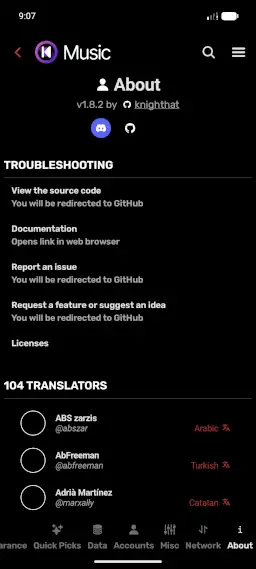 9:07
Music
About
v1.8.2 by knighthat
TROUBLESHOOTING
View the source code
You will be redirected to GitHub
Documentation
Opens link in web browser
Report an issue
You will be redirected to GitHub
Request a feature or suggest an idea
You will be redirected to GitHub
Licenses
104 TRANSLATORS
ABS zarzis
@abszar
Arabic
AbFreeman
@abfreeman
Turkish
Adrià Martínez
@marxally
Catalan
arance Quick Picks Data Accounts Misc Network About